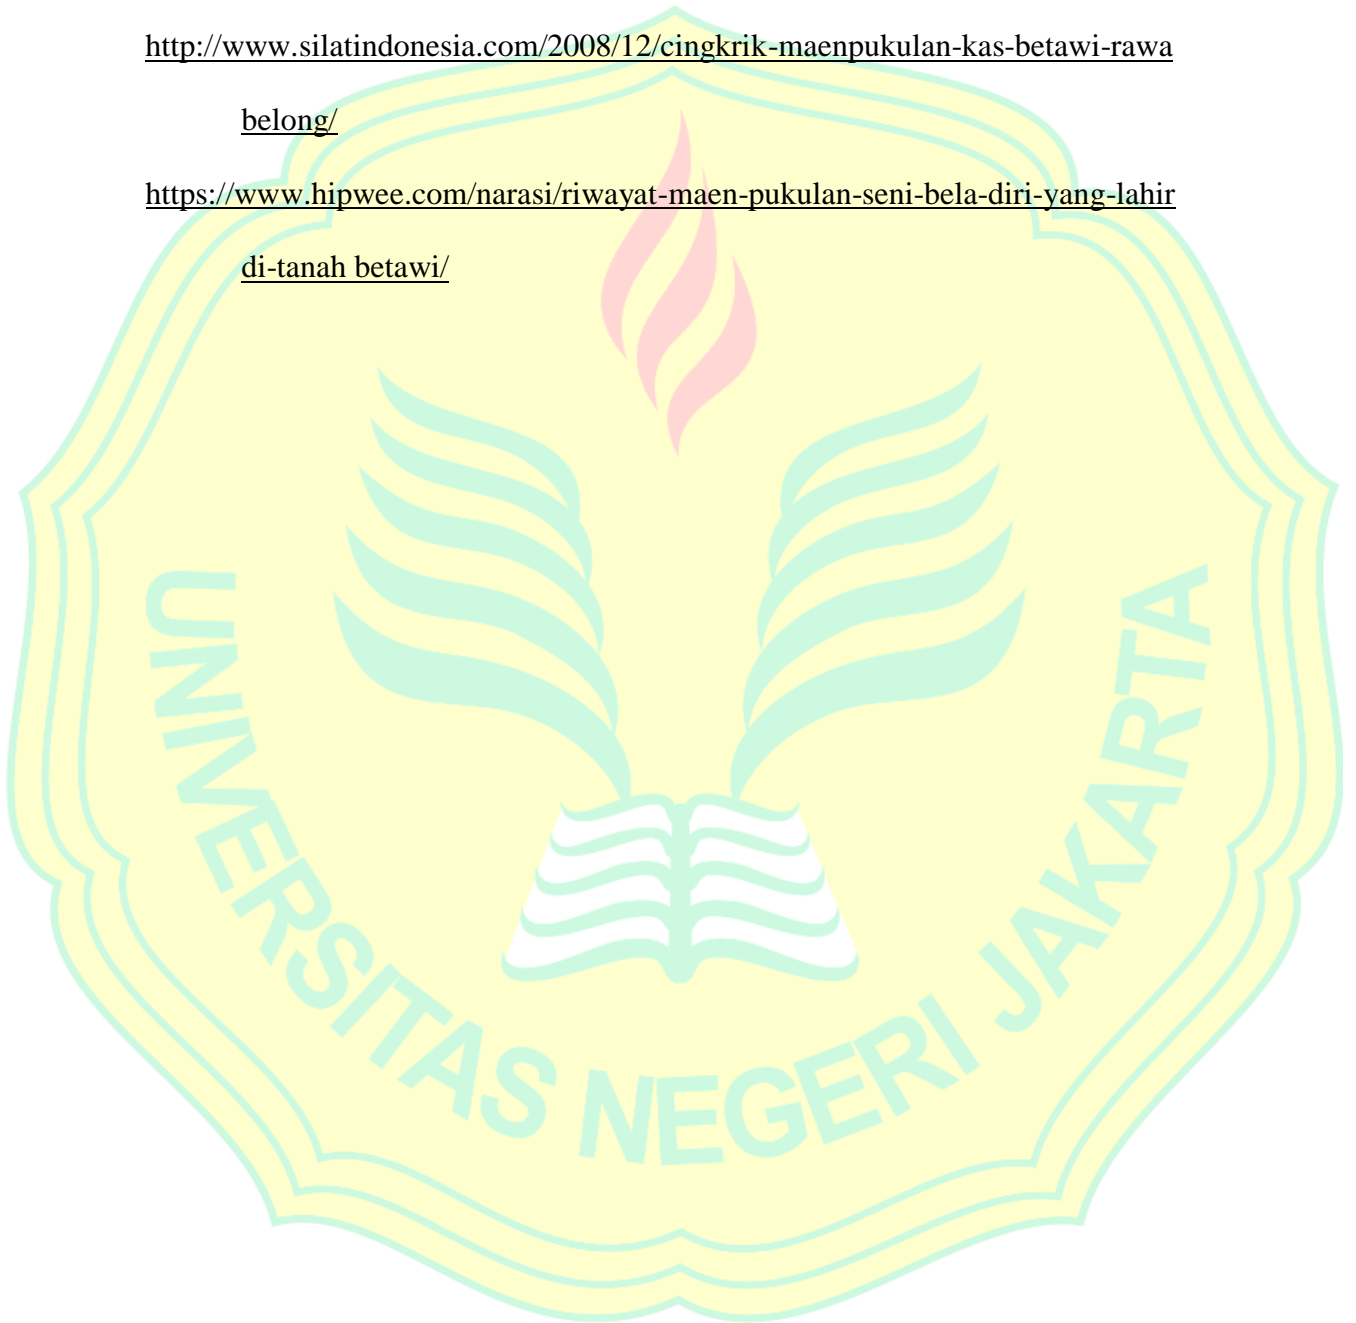 http://www.silatindonesia.com/2008/12/cingkrik-maenpukulan-kas-betawi-rawa
belong/
https://www.hipwee.com/narasi/riwayat-maen-pukulan-seni-bela-diri-yang-lahir
di-tanah betawi/
UNIVERSITAS NEGERI JAKARTA